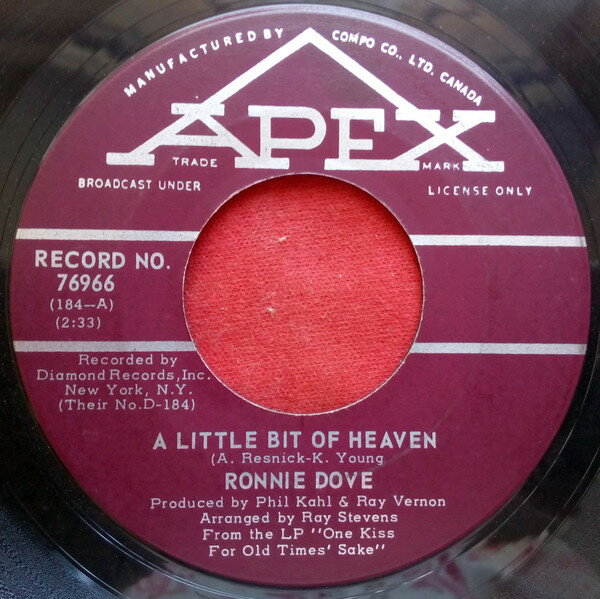 MANUFACTURED BY COMPO CO., LTD. CANADA
APEX
TRADE MARK
BROADCAST UNDER LICENSE ONLY
RECORD NO.
76966
(184—A)
(2:33)
Recorded by
Diamond Records, Inc.
New York, N.Y.
(Their No.D-184)
A LITTLE BIT OF HEAVEN
(A. Resnick-K. Young
RONNIE DOVE
Produced by Phil Kahl & Ray Vernon
Arranged by Ray Stevens
From the LP "One Kiss
For Old Times' Sake"